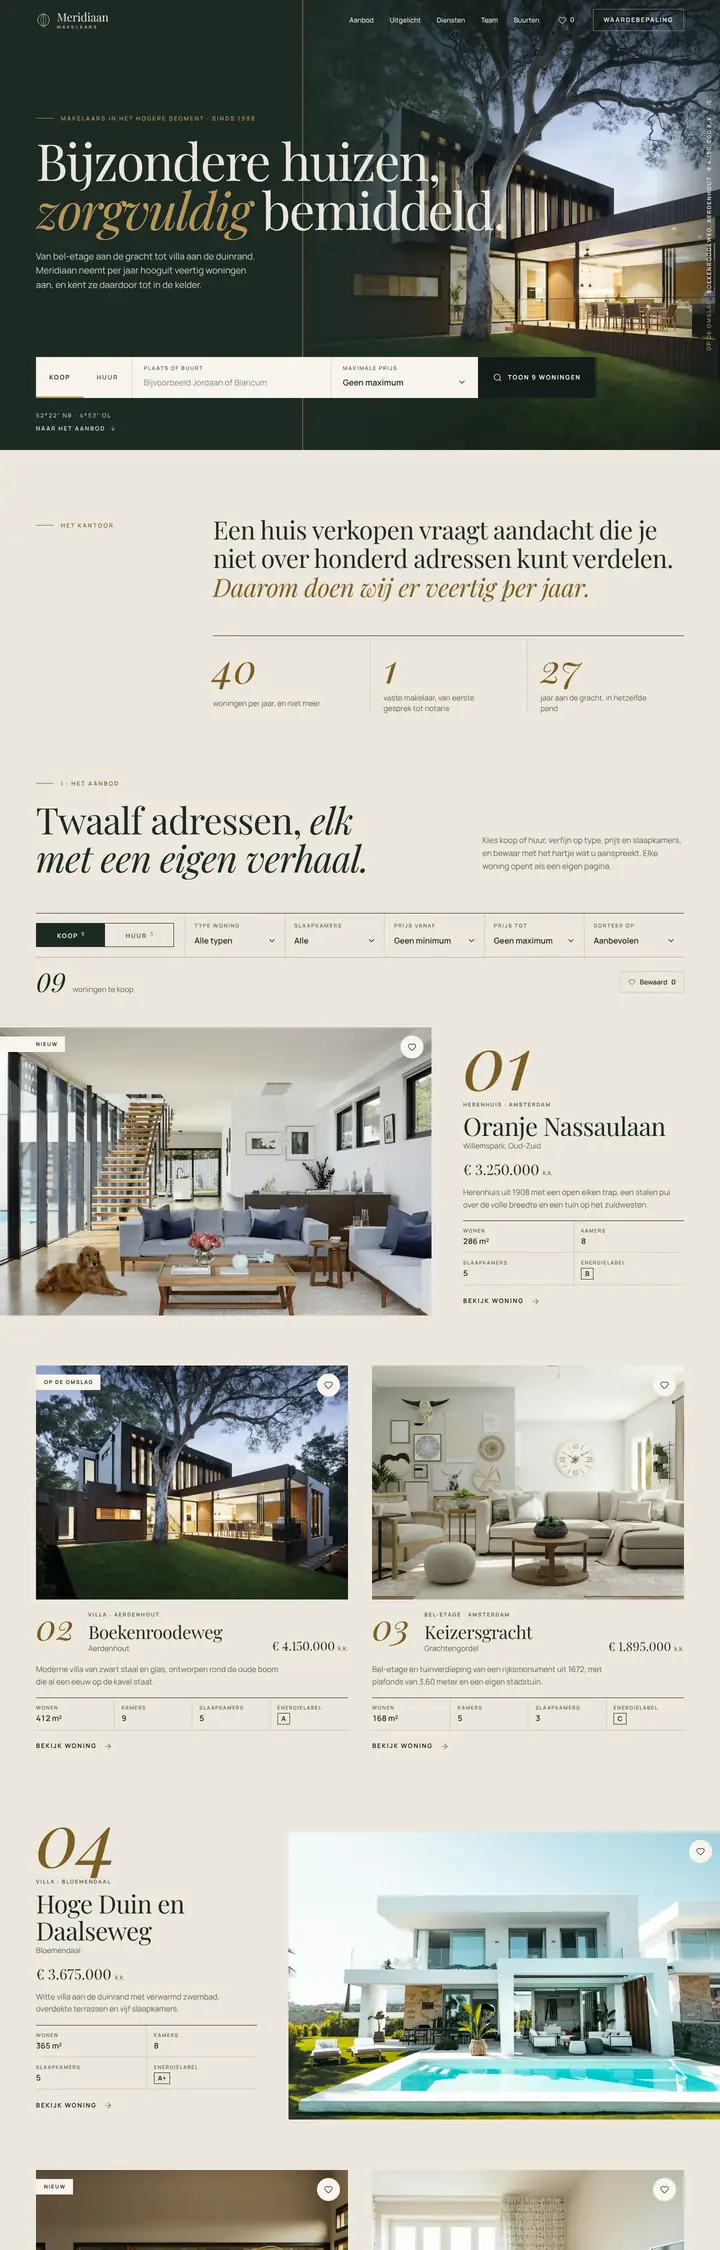 Meridiaan
MAKELAARS
Aanbod
Uitgelicht
Diensten
Team
Buurten
0
WAARDEBEPALING
MAKELAARS IN HET HOGERE SEGMENT · SINDS 1998
Bijzondere huizen,
zorgvuldig bemiddeld.
Van bel-etage aan de gracht tot villa aan de duinrand.
Meridiaan neemt per jaar hooguit veertig woningen
aan, en kent ze daardoor tot in de kelder.
OP DE OMSLAG BOEKENROODEWEG, AERDENHOUT € 4.150.000 K.K.
KOOP
HUUR
PLAATS OF BUURT
Bijvoorbeeld Jordaan of Blaricum
MAXIMALE PRIJS
Geen maximum
TOON 9 WONINGEN
52°22' NB · 4°53' OL
NAAR HET AANBOD
HET KANTOOR
Een huis verkopen vraagt aandacht die je
niet over honderd adressen kunt verdelen.
Daarom doen wij er veertig per jaar.
40
woningen per jaar, en niet meer
1
vaste makelaar, van eerste
gesprek tot notaris
27
jaar aan de gracht, in hetzelfde
pand
I · HET AANBOD
Twaalf adressen, elk
met een eigen verhaal.
Kies koop of huur, verfijn op type, prijs en slaapkamers,
en bewaar met het hartje wat u aanspreekt. Elke
woning opent als een eigen pagina.
KOOP 9
HUUR 3
TYPE WONING
Alle typen
SLAAPKAMERS
Alle
PRIJS VANAF
Geen minimum
PRIJS TOT
Geen maximum
SORTEER OP
Aanbevolen
09 woningen te koop
Bewaard 0
NIEUW
01
HERENHUIS · AMSTERDAM
Oranje Nassaulaan
Willemspark, Oud-Zuid
€ 3.250.000 k.k.
Herenhuis uit 1908 met een open eiken trap, een stalen pui
over de volle breedte en een tuin op het zuidwesten.
WONEN
286 m²
KAMERS
8
SLAAPKAMERS
5
ENERGIELABEL
B
BEKIJK WONING
OP DE OMSLAG
02
VILLA · AERDENHOUT
Boekenroodeweg
Aerdenhout
€ 4.150.000 k.k.
Moderne villa van zwart staal en glas, ontworpen rond de oude boom
die al een eeuw op de kavel staat.
WONEN
412 m²
KAMERS
9
SLAAPKAMERS
5
ENERGIELABEL
A
BEKIJK WONING
03
BEL-ETAGE · AMSTERDAM
Keizersgracht
Grachtengordel
€ 1.895.000 k.k.
Bel-etage en tuinverdieping van een rijksmonument uit 1672, met
plafonds van 3,60 meter en een eigen stadstuin.
WONEN
168 m²
KAMERS
5
SLAAPKAMERS
3
ENERGIELABEL
C
BEKIJK WONING
04
VILLA · BLOEMENDAAL
Hoge Duin en
Daalseweg
Bloemendaal
€ 3.675.000 k.k.
Witte villa aan de duinrand met verwarmd zwembad,
overdekte terrassen en vijf slaapkamers.
WONEN
365 m²
KAMERS
8
SLAAPKAMERS
5
ENERGIELABEL
A+
BEKIJK WONING
NIEUW